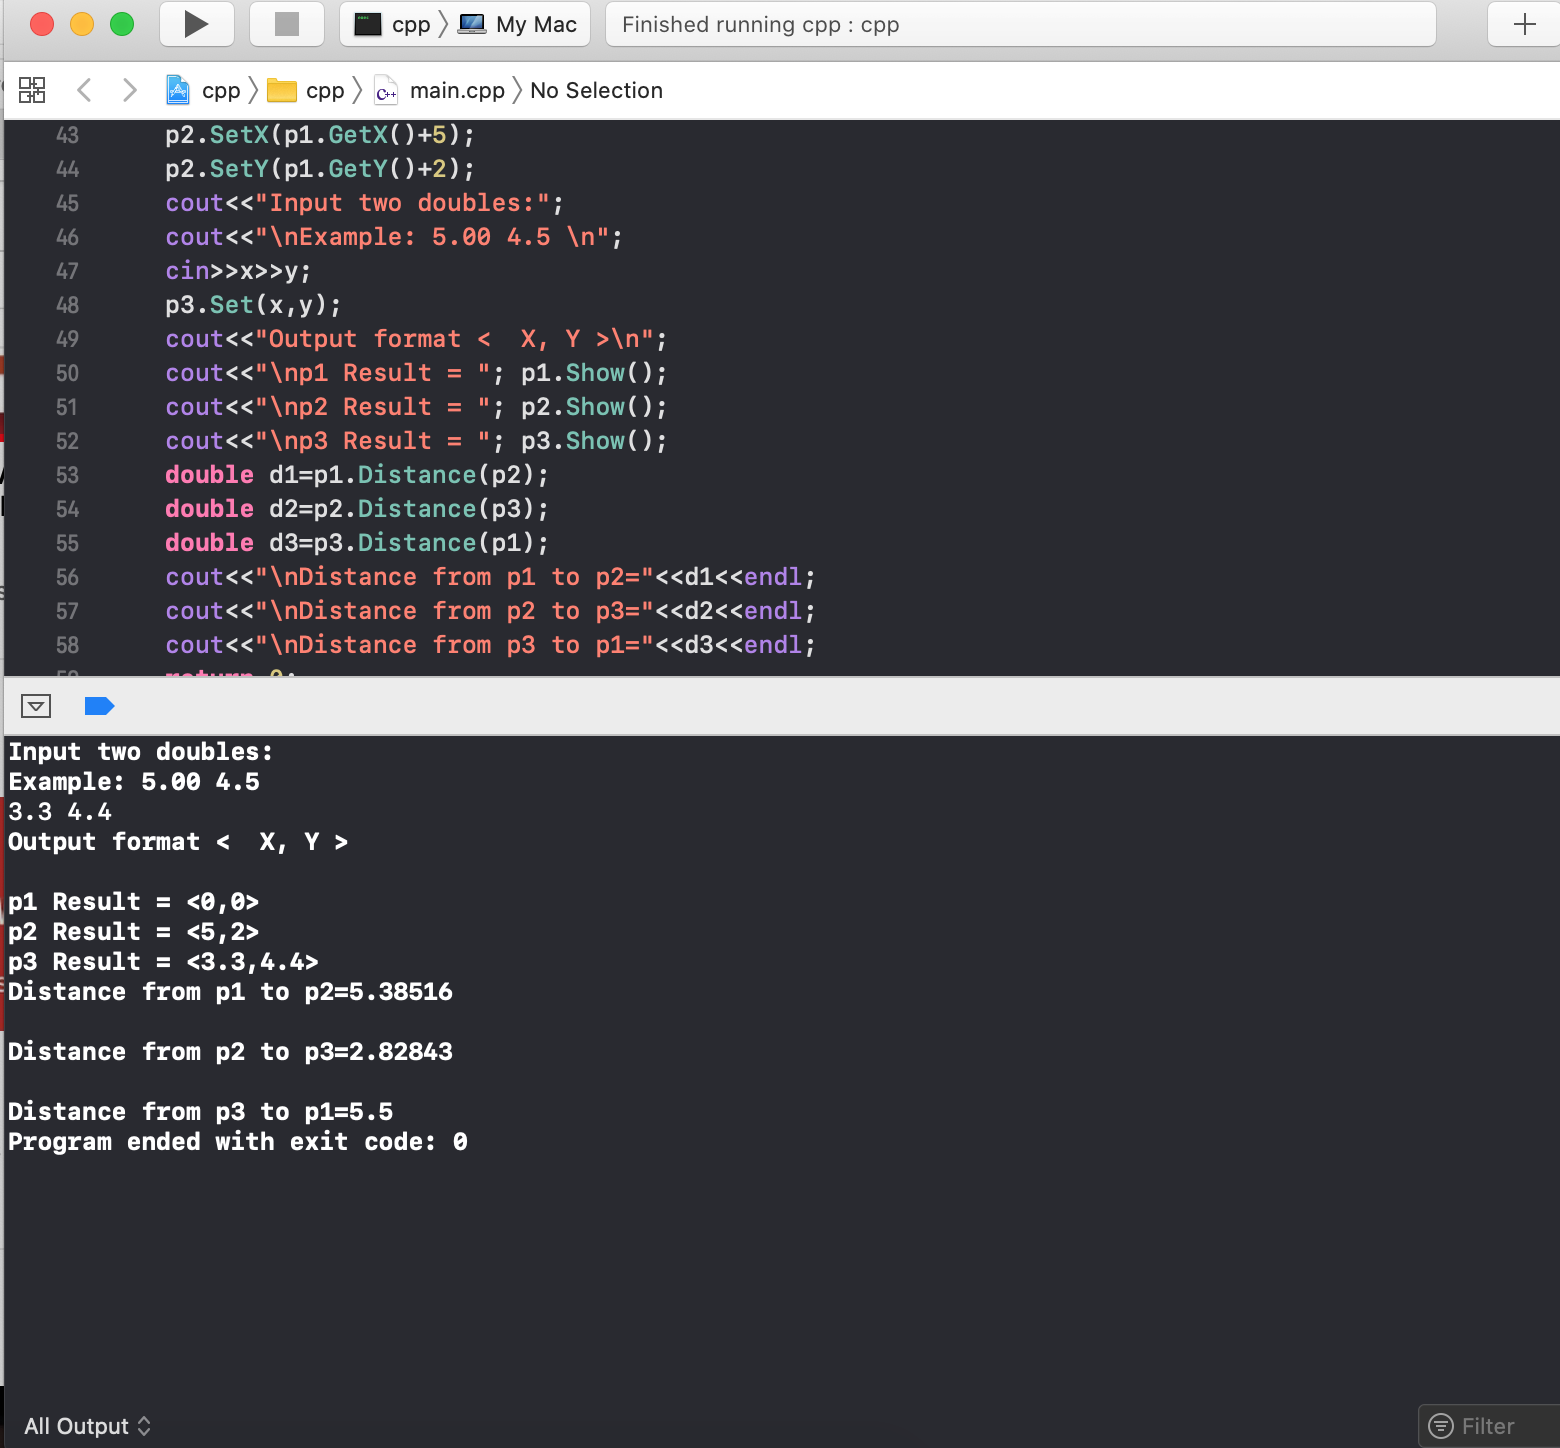 cpp My Mac Finished running cpp : cpp
cpp cpp main.cpp No Selection
43 p2.SetX(p1.GetX()+5);
44 p2.SetY(p1.GetY()+2);
45 cout<<"Input two doubles:";
46 cout<<"\nExample: 5.00 4.5 \n";
47 cin>>x>>y;
48 p3.Set(x,y);
49 cout<<"Output format <  X, Y >\n";
50 cout<<"\np1 Result = "; p1.Show();
51 cout<<"\np2 Result = "; p2.Show();
52 cout<<"\np3 Result = "; p3.Show();
53 double d1=p1.Distance(p2);
54 double d2=p2.Distance(p3);
55 double d3=p3.Distance(p1);
56 cout<<"\nDistance from p1 to p2="<<d1<<endl;
57 cout<<"\nDistance from p2 to p3="<<d2<<endl;
58 cout<<"\nDistance from p3 to p1="<<d3<<endl;
Input two doubles:
Example: 5.00 4.5
3.3 4.4
Output format <  X, Y >
p1 Result = <0,0>
p2 Result = <5,2>
p3 Result = <3.3,4.4>
Distance from p1 to p2=5.38516
Distance from p2 to p3=2.82843
Distance from p3 to p1=5.5
Program ended with exit code: 0
All Output Filter